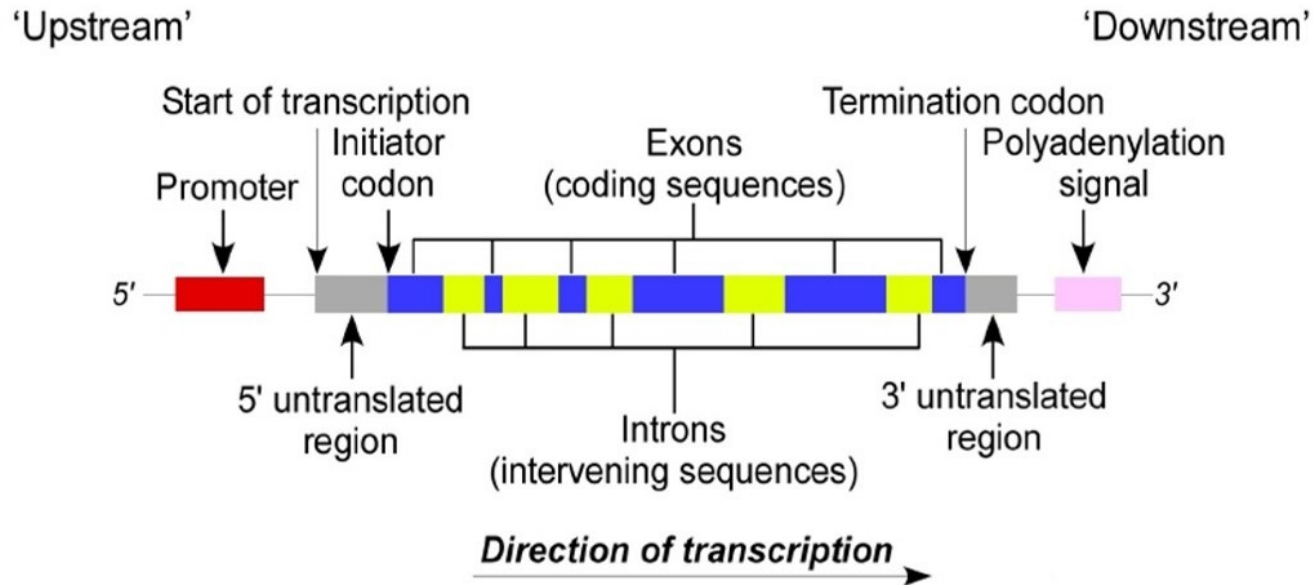 ‘Upstream’
‘Downstream’
Start of transcription
Termination codon
Initiator
codon
Exons
(coding sequences)
Polyadenylation
signal
Promoter
5'
3'
5' untranslated
region
Introns
(intervening sequences)
3' untranslated
region
Direction of transcription